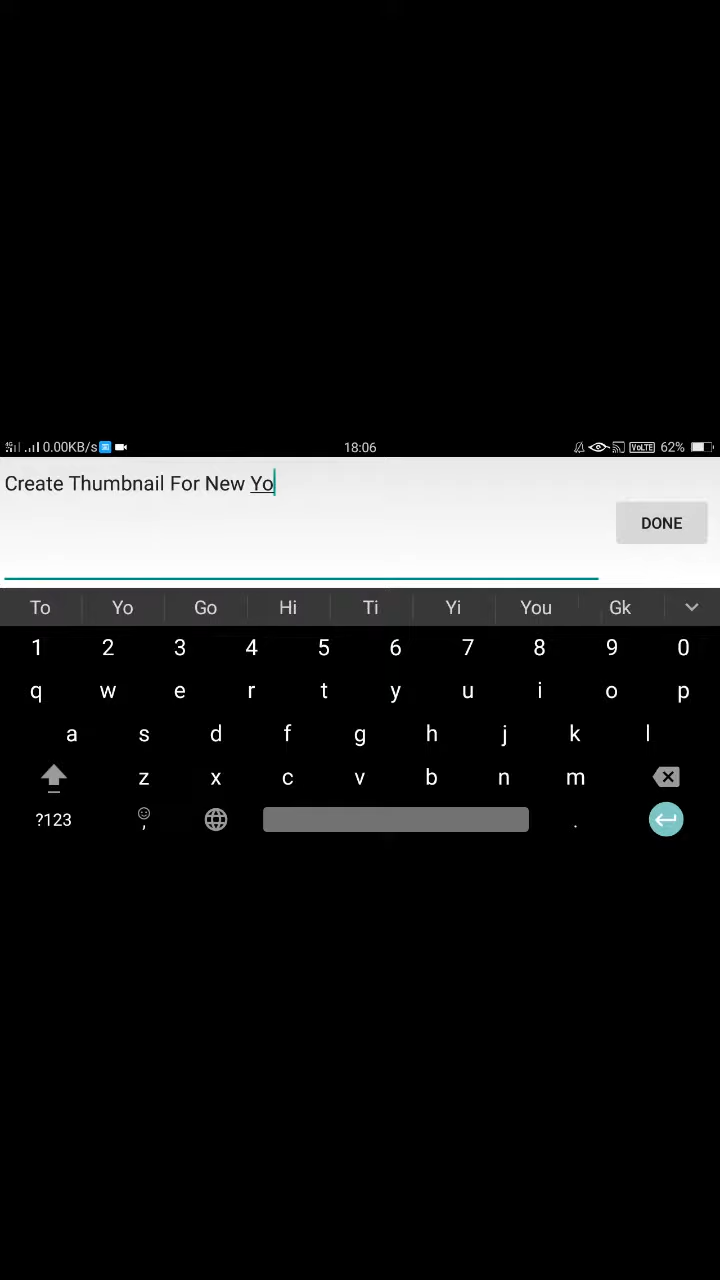 0.00KB/s 18:06 VoLTE 62%
Create Thumbnail For New Yo
DONE
To Yo Go Hi Ti Yi You Gk
1 2 3 4 5 6 7 8 9 0
q w e r t y u i o p
a s d f g h j k l
z x c v b n m
?123 , .